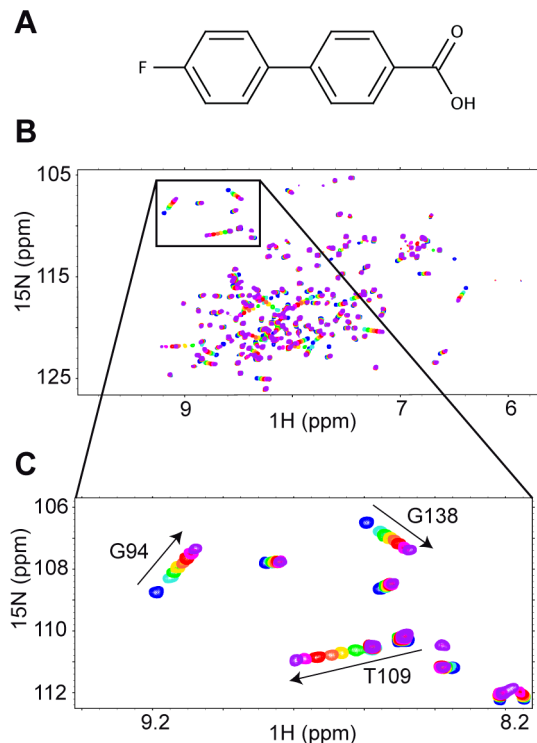 A
F
O
OH
B
105
115
125
15N (ppm)
9
7
6
1H (ppm)
C
106
108
110
112
15N (ppm)
G94
G138
T109
9.2
8.2
1H (ppm)